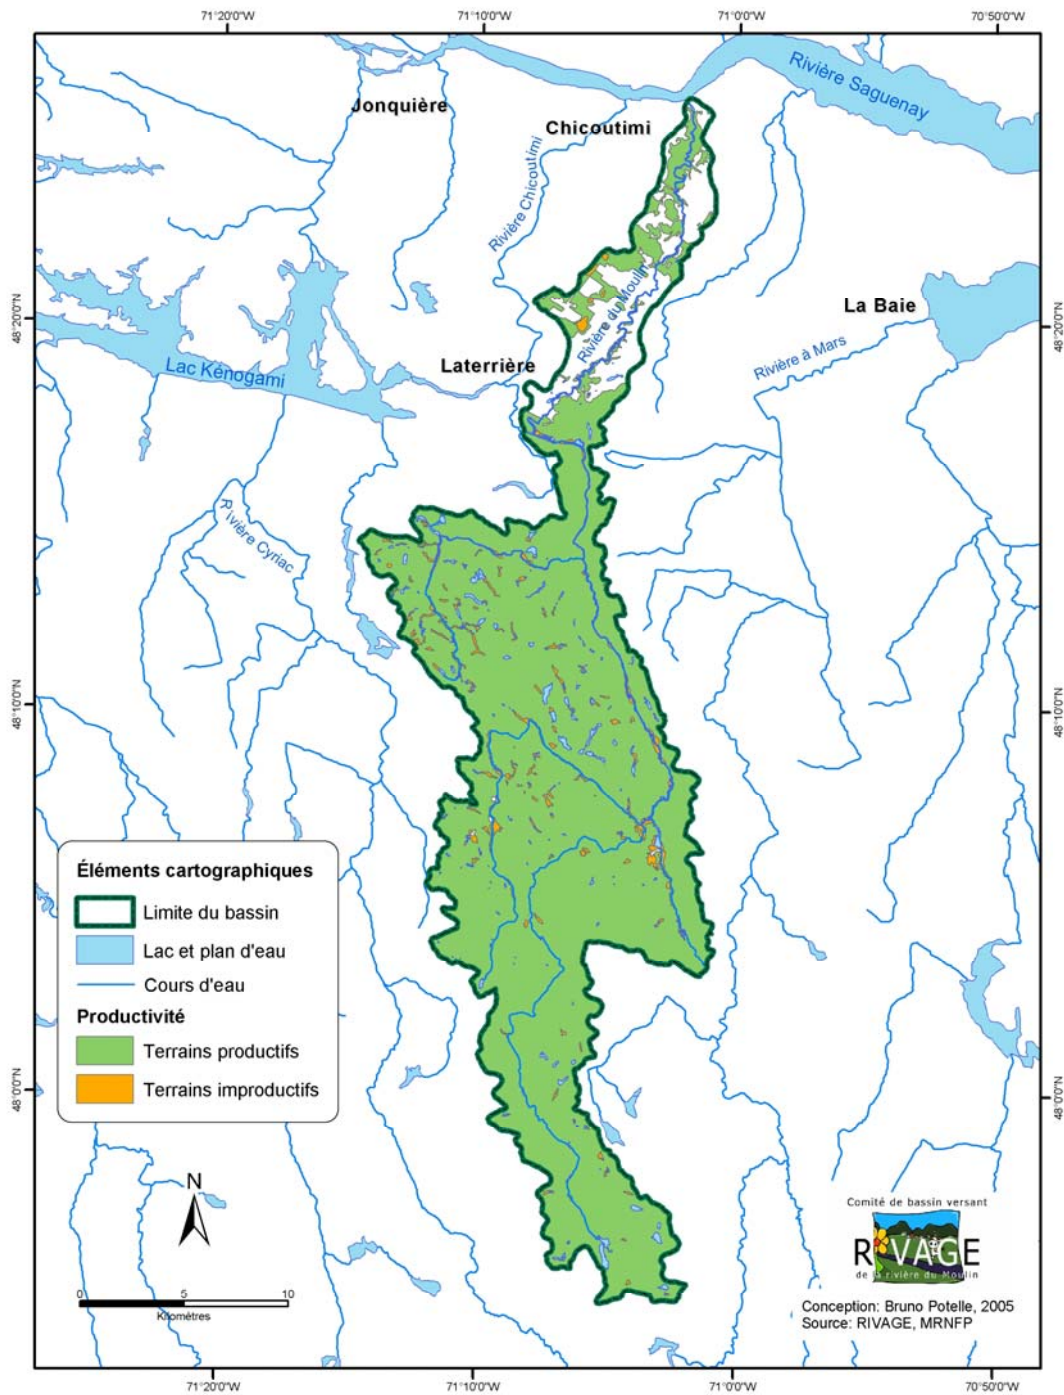 71°20'0"W
71°10'0"W
71°0'0"W
70°50'0"W
Rivière Saguenay
Jonquière
Chicoutimi
Rivière Chicoutimi
La Baie
48°20'0"N
48°20'0"N
Rivière du Moulin
Rivière à Mars
Laterrière
Lac Kénogami
Rivière Cyriac
48°10'0"N
48°10'0"N
Éléments cartographiques
Limite du bassin
Lac et plan d'eau
Cours d'eau
Productivité
Terrains productifs
Terrains improductifs
48°0'0"N
48°0'0"N
N
0 5 10
Kilomètres
Comité de bassin versant
RIVAGE
de la rivière du Moulin
Conception: Bruno Potelle, 2005
Source: RIVAGE, MRNFP
71°20'0"W
71°10'0"W
71°0'0"W
70°50'0"W